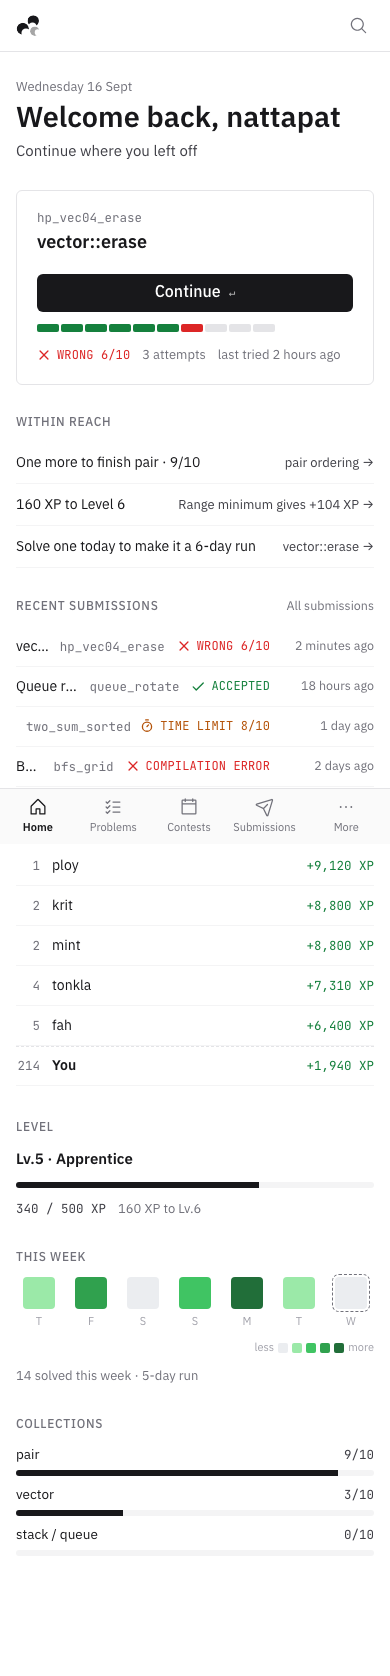 Wednesday 16 Sept
Welcome back, nattapat
Continue where you left off
hp_vec04_erase
vector::erase
Continue ↵
WRONG 6/10 3 attempts last tried 2 hours ago
WITHIN REACH
One more to finish pair · 9/10 pair ordering →
160 XP to Level 6 Range minimum gives +104 XP →
Solve one today to make it a 6-day run vector::erase →
RECENT SUBMISSIONS All submissions
vec... hp_vec04_erase WRONG 6/10 2 minutes ago
Queue r... queue_rotate ACCEPTED 18 hours ago
two_sum_sorted TIME LIMIT 8/10 1 day ago
B... bfs_grid COMPILATION ERROR 2 days ago
Home Problems Contests Submissions More
1 ploy +9,120 XP
2 krit +8,800 XP
2 mint +8,800 XP
4 tonkla +7,310 XP
5 fah +6,400 XP
214 You +1,940 XP
LEVEL
Lv.5 · Apprentice
340 / 500 XP 160 XP to Lv.6
THIS WEEK
T F S S M T W
less more
14 solved this week · 5-day run
COLLECTIONS
pair 9/10
vector 3/10
stack / queue 0/10